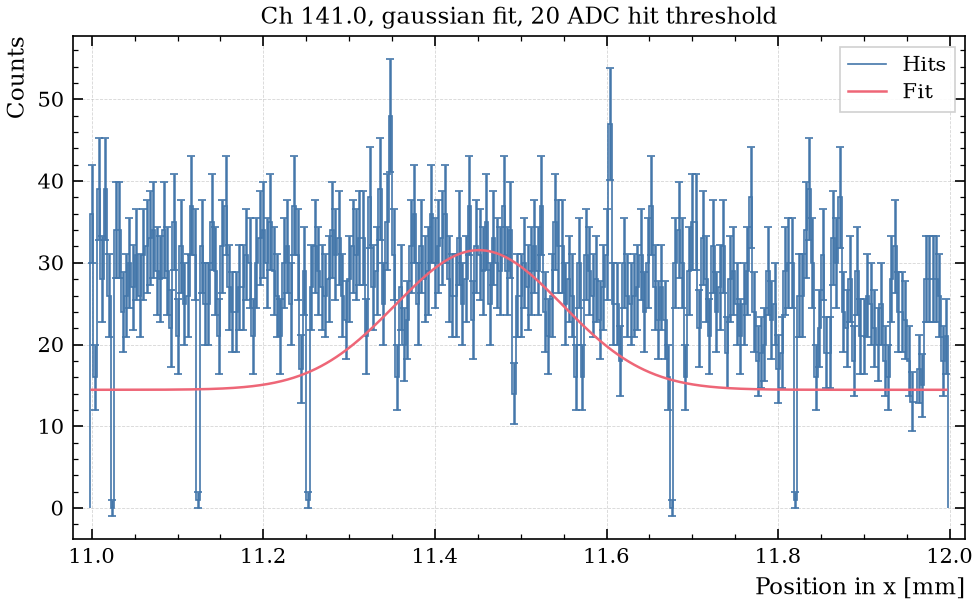 Ch 141.0, gaussian fit, 20 ADC hit threshold
Counts
Hits
Fit
50
40
30
20
10
0
11.0 11.2 11.4 11.6 11.8 12.0
Position in x [mm]